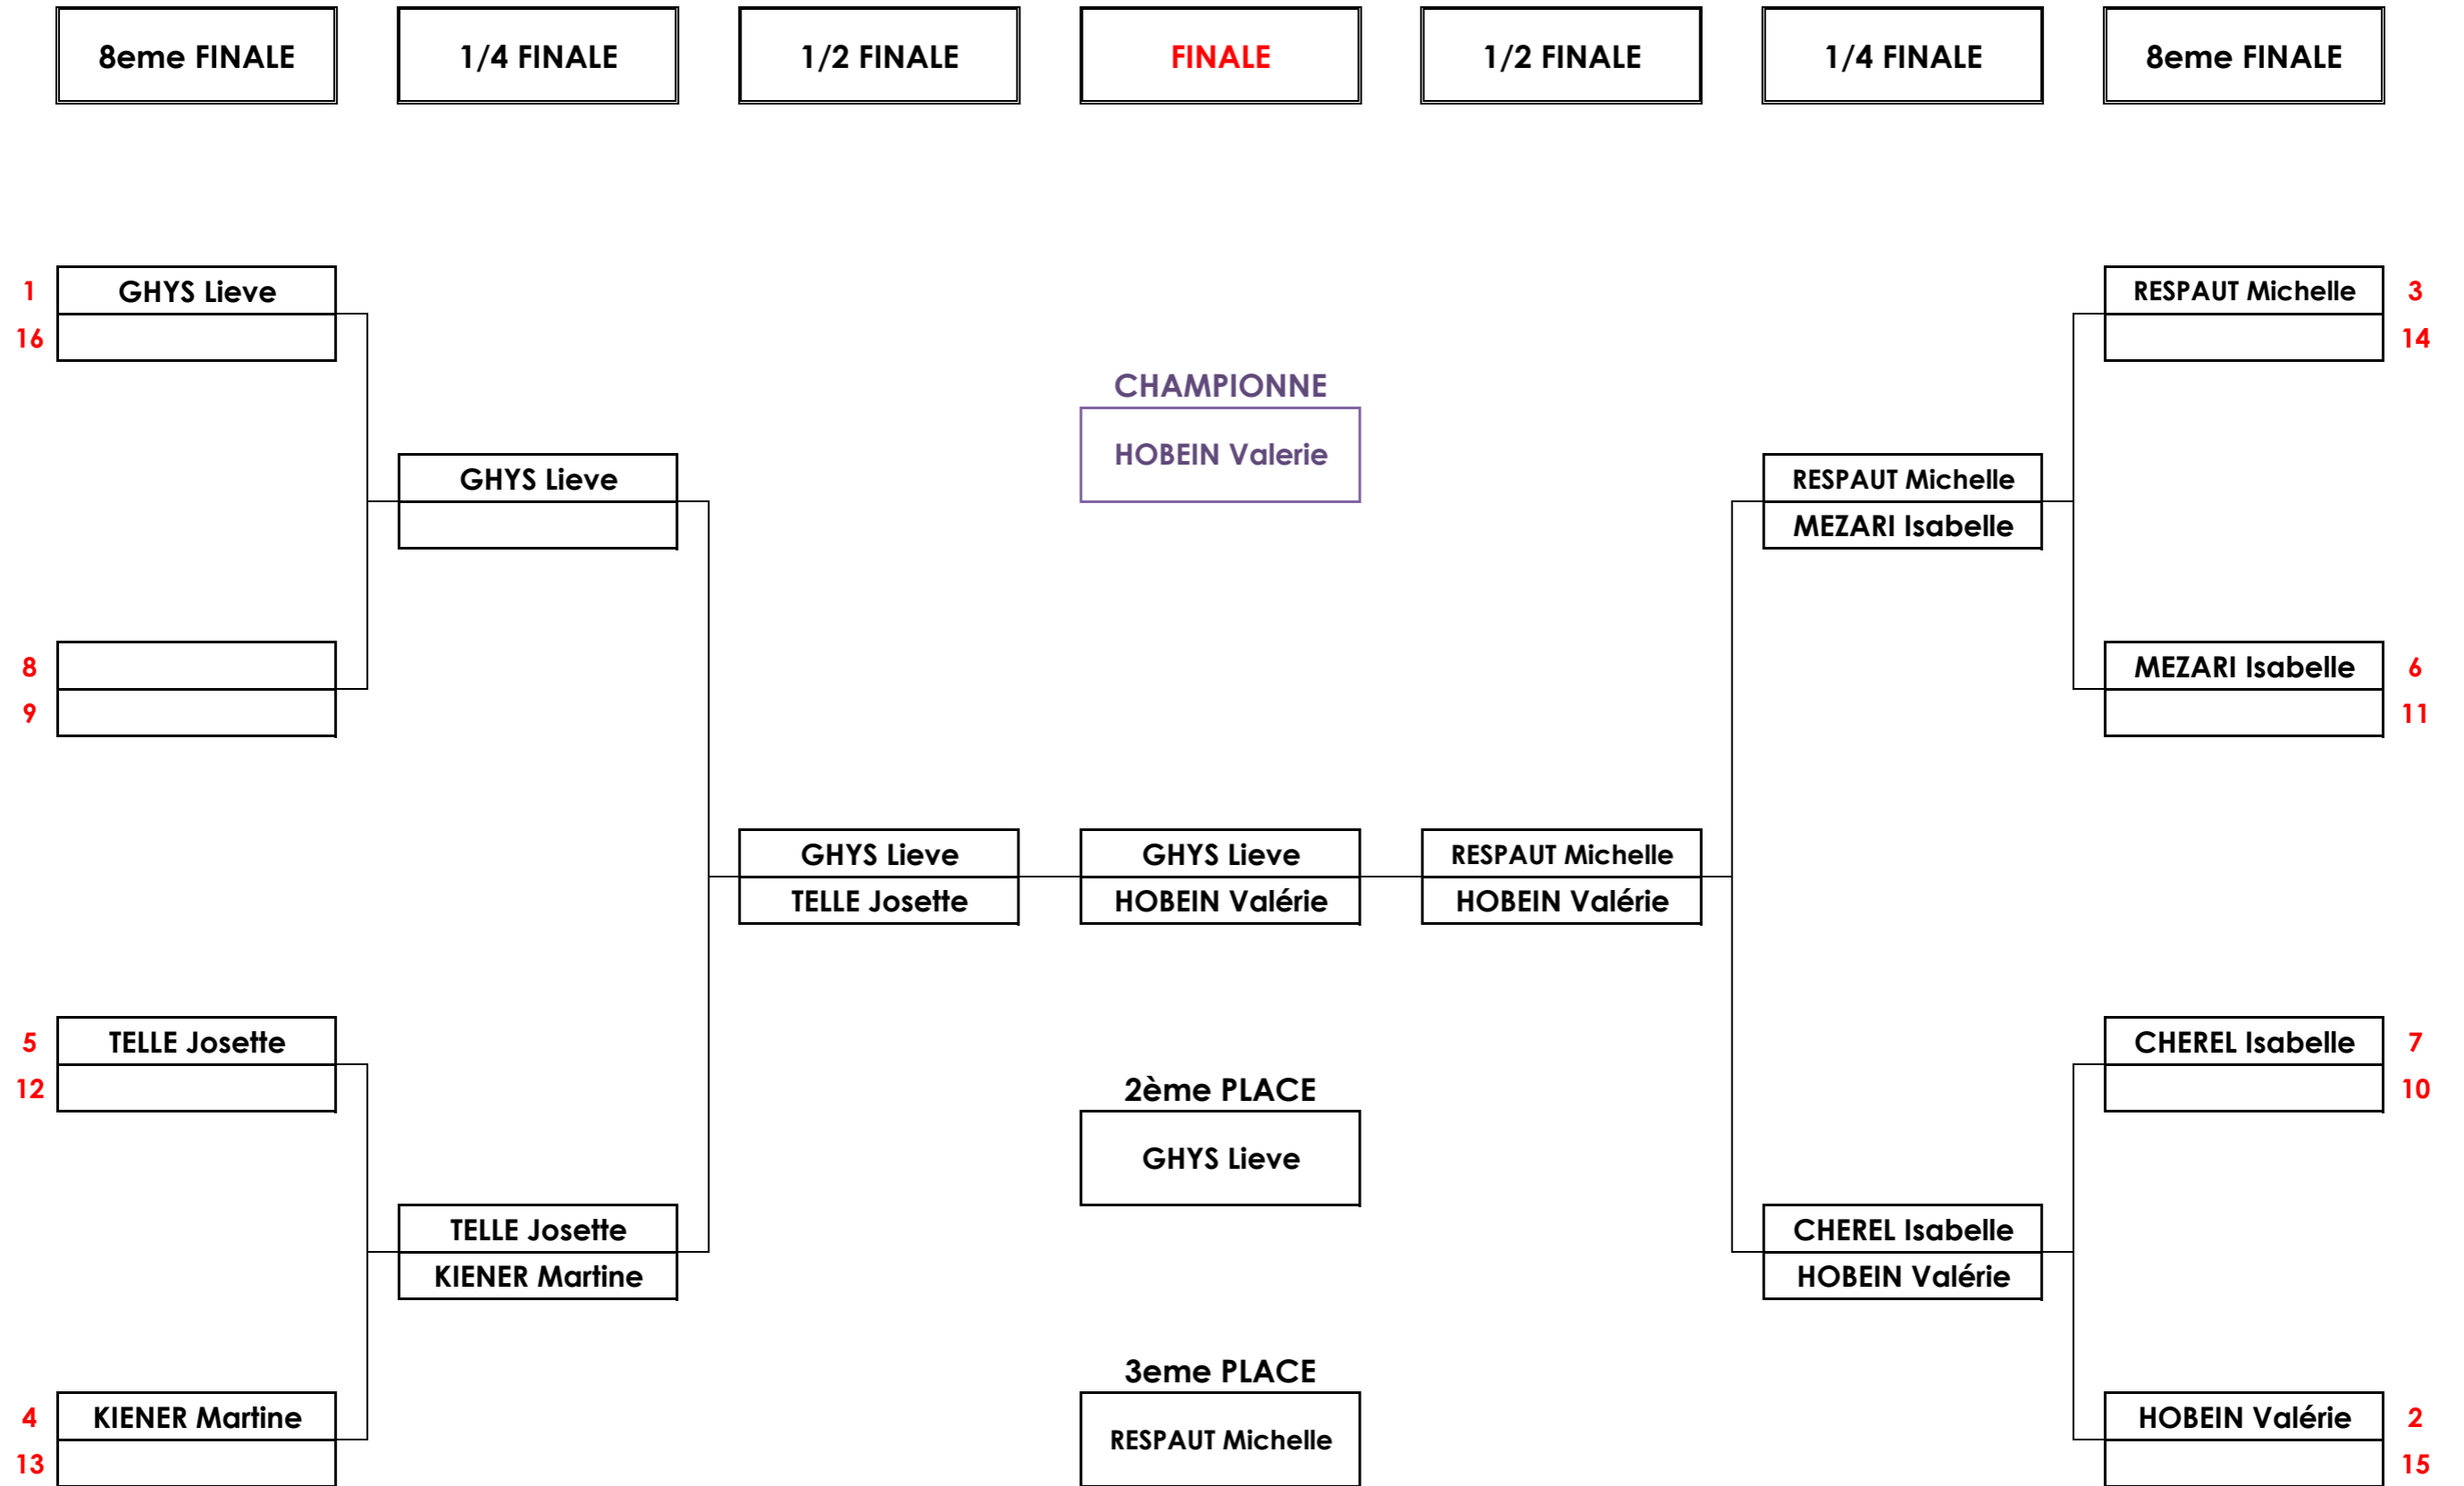 8eme FINALE
1/4 FINALE
1/2 FINALE
FINALE
1/2 FINALE
1/4 FINALE
8eme FINALE
1 GHYS Lieve
RESPAUT Michelle 3
16
14
CHAMPIONNE
HOBEIN Valerie
GHYS Lieve
RESPAUT Michelle
MEZARI Isabelle
8
MEZARI Isabelle 6
9
11
GHYS Lieve
GHYS Lieve
RESPAUT Michelle
TELLE Josette
HOBEIN Valérie
HOBEIN Valérie
5 TELLE Josette
CHEREL Isabelle 7
12
10
2ème PLACE
GHYS Lieve
TELLE Josette
CHEREL Isabelle
KIENER Martine
HOBEIN Valérie
3eme PLACE
4 KIENER Martine
HOBEIN Valérie 2
RESPAUT Michelle
13
15